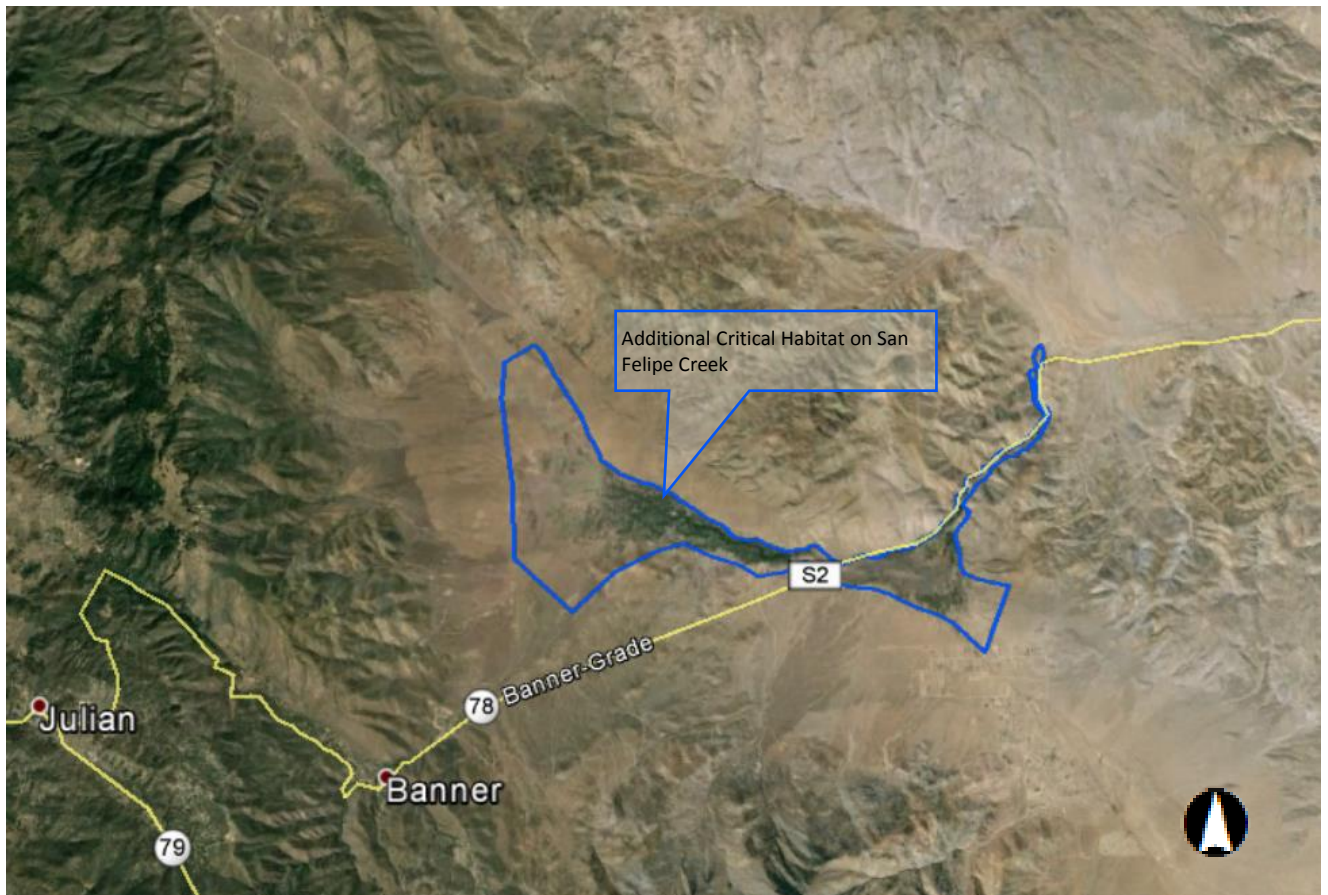 Additional Critical Habitat on San
Felipe Creek
S2
Banner-Grade
78
Julian
Banner
79